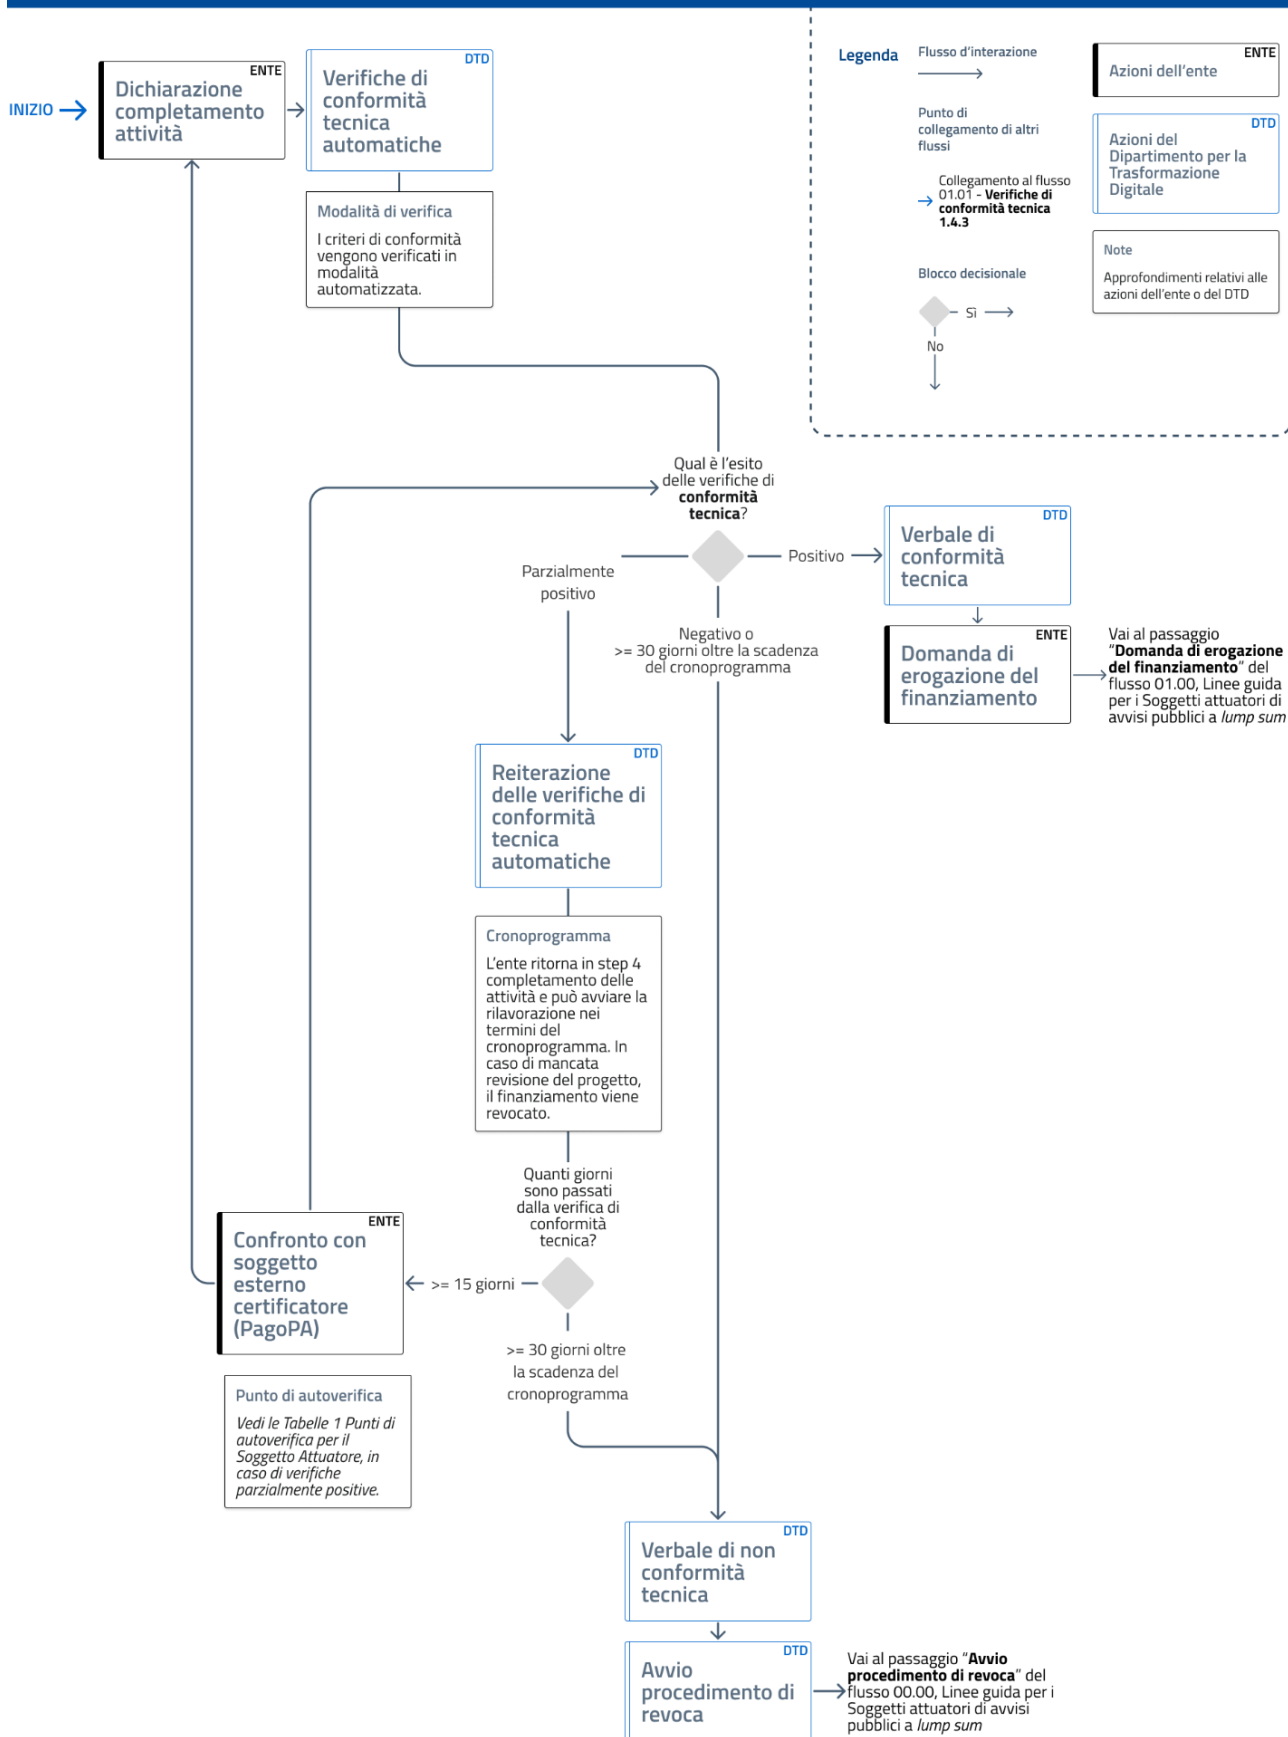 INIZIO
ENTE
Dichiarazione
completamento
attività
DTD
Verifiche di
conformità
tecnica
automatiche
Modalità di verifica
I criteri di conformità
vengono verificati in
modalità
automatizzata.
Legenda
Flusso d'interazione
Punto di
collegamento di altri
flussi
Collegamento al flusso
01.01 - Verifiche di
conformità tecnica
1.4.3
Blocco decisionale
Sì
No
ENTE
Azioni dell'ente
DTD
Azioni del
Dipartimento per la
Trasformazione
Digitale
Note
Approfondimenti relativi alle
azioni dell'ente o del DTD
Qual è l'esito
delle verifiche di
conformità
tecnica?
Positivo
Parzialmente
positivo
Negativo o
>= 30 giorni oltre la scadenza
del cronoprogramma
DTD
Verbale di
conformità
tecnica
ENTE
Domanda di
erogazione del
finanziamento
Vai al passaggio
"Domanda di erogazione
del finanziamento" del
flusso 01.00, Linee guida
per i Soggetti attuatori di
avvisi pubblici a lump sum
DTD
Reiterazione
delle verifiche di
conformità
tecnica
automatiche
Cronoprogramma
L'ente ritorna in step 4
completamento delle
attività e può avviare la
rilavorazione nei
termini del
cronoprogramma. In
caso di mancata
revisione del progetto,
il finanziamento viene
revocato.
Quanti giorni
sono passati
dalla verifica di
conformità
tecnica?
>= 15 giorni
>= 30 giorni oltre
la scadenza del
cronoprogramma
ENTE
Confronto con
soggetto
esterno
certificatore
(PagoPA)
Punto di autoverifica
Vedi le Tabelle 1 Punti di
autoverifica per il
Soggetto Attuatore, in
caso di verifiche
parzialmente positive.
DTD
Verbale di non
conformità
tecnica
DTD
Avvio
procedimento di
revoca
Vai al passaggio "Avvio
procedimento di revoca" del
flusso 00.00, Linee guida per i
Soggetti attuatori di avvisi
pubblici a lump sum